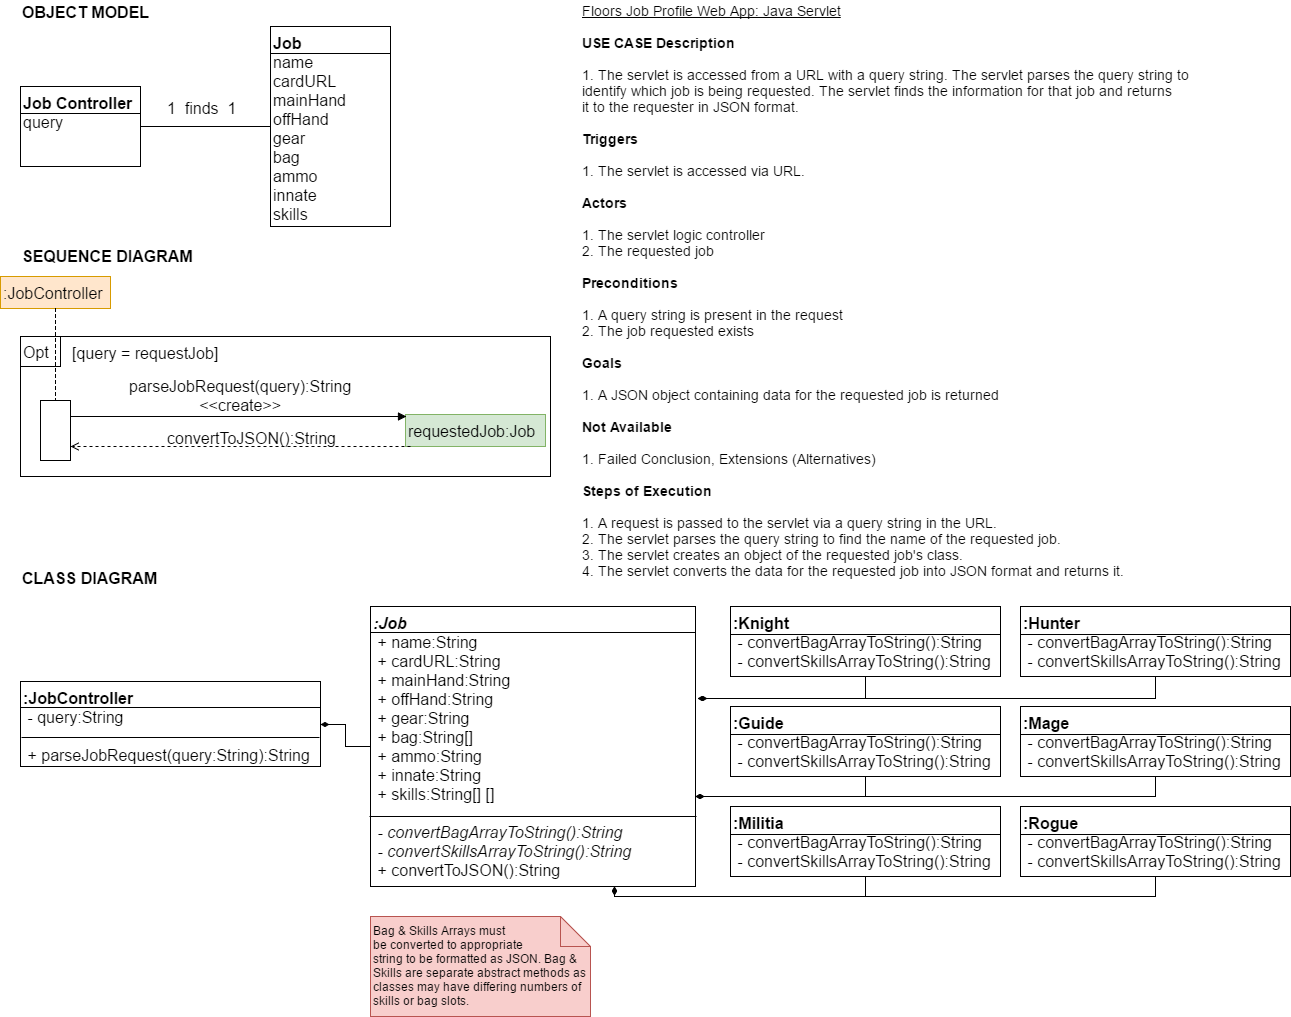 OBJECT MODEL
Job Controller
query
1 finds 1
Job
name
cardURL
mainHand
offHand
gear
bag
ammo
innate
skills
SEQUENCE DIAGRAM
:JobController
Opt
[query = requestJob]
parseJobRequest(query):String
<<create>>
requestedJob:Job
convertToJSON():String
Floors Job Profile Web App: Java Servlet
USE CASE Description
1. The servlet is accessed from a URL with a query string. The servlet parses the query string to
identify which job is being requested. The servlet finds the information for that job and returns
it to the requester in JSON format.
Triggers
1. The servlet is accessed via URL.
Actors
1. The servlet logic controller
2. The requested job
Preconditions
1. A query string is present in the request
2. The job requested exists
Goals
1. A JSON object containing data for the requested job is returned
Not Available
1. Failed Conclusion, Extensions (Alternatives)
Steps of Execution
1. A request is passed to the servlet via a query string in the URL.
2. The servlet parses the query string to find the name of the requested job.
3. The servlet creates an object of the requested job's class.
4. The servlet converts the data for the requested job into JSON format and returns it.
CLASS DIAGRAM
:JobController
- query:String
+ parseJobRequest(query:String):String
:Job
+ name:String
+ cardURL:String
+ mainHand:String
+ offHand:String
+ gear:String
+ bag:String[]
+ ammo:String
+ innate:String
+ skills:String[] []
- convertBagArrayToString():String
- convertSkillsArrayToString():String
+ convertToJSON():String
:Knight
- convertBagArrayToString():String
- convertSkillsArrayToString():String
:Hunter
- convertBagArrayToString():String
- convertSkillsArrayToString():String
:Guide
- convertBagArrayToString():String
- convertSkillsArrayToString():String
:Mage
- convertBagArrayToString():String
- convertSkillsArrayToString():String
:Militia
- convertBagArrayToString():String
- convertSkillsArrayToString():String
:Rogue
- convertBagArrayToString():String
- convertSkillsArrayToString():String
Bag & Skills Arrays must
be converted to appropriate
string to be formatted as JSON. Bag &
Skills are separate abstract methods as
classes may have differing numbers of
skills or bag slots.